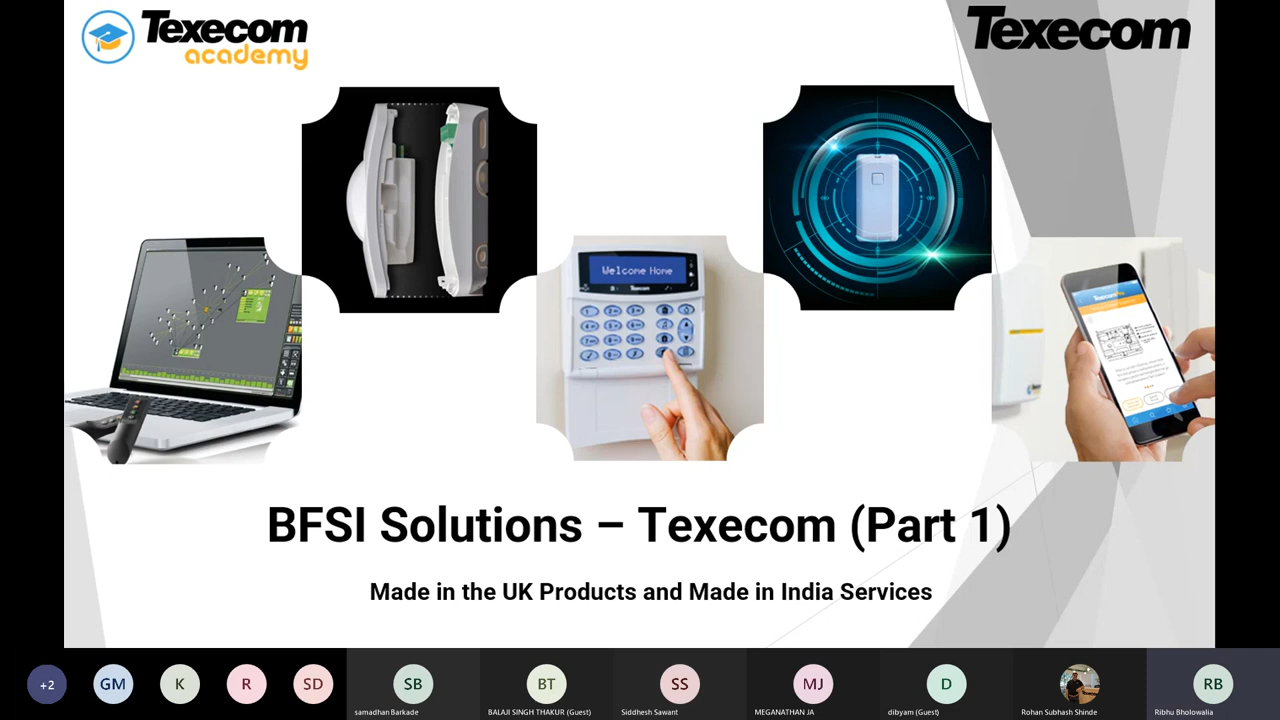 Texecom
academy
Texecom
Welcome Home
Texecom
BFSI Solutions – Texecom (Part 1)
Made in the UK Products and Made in India Services
+2
GM
K
R
SD
SB
BT
SS
MJ
D
RB
samadhan Barkade
BALAJI SINGH THAKUR (Guest)
Siddhesh Sawant
MEGANATHAN JA
dibyam (Guest)
Rohan Subhash Shinde
Ribhu Bholowalia